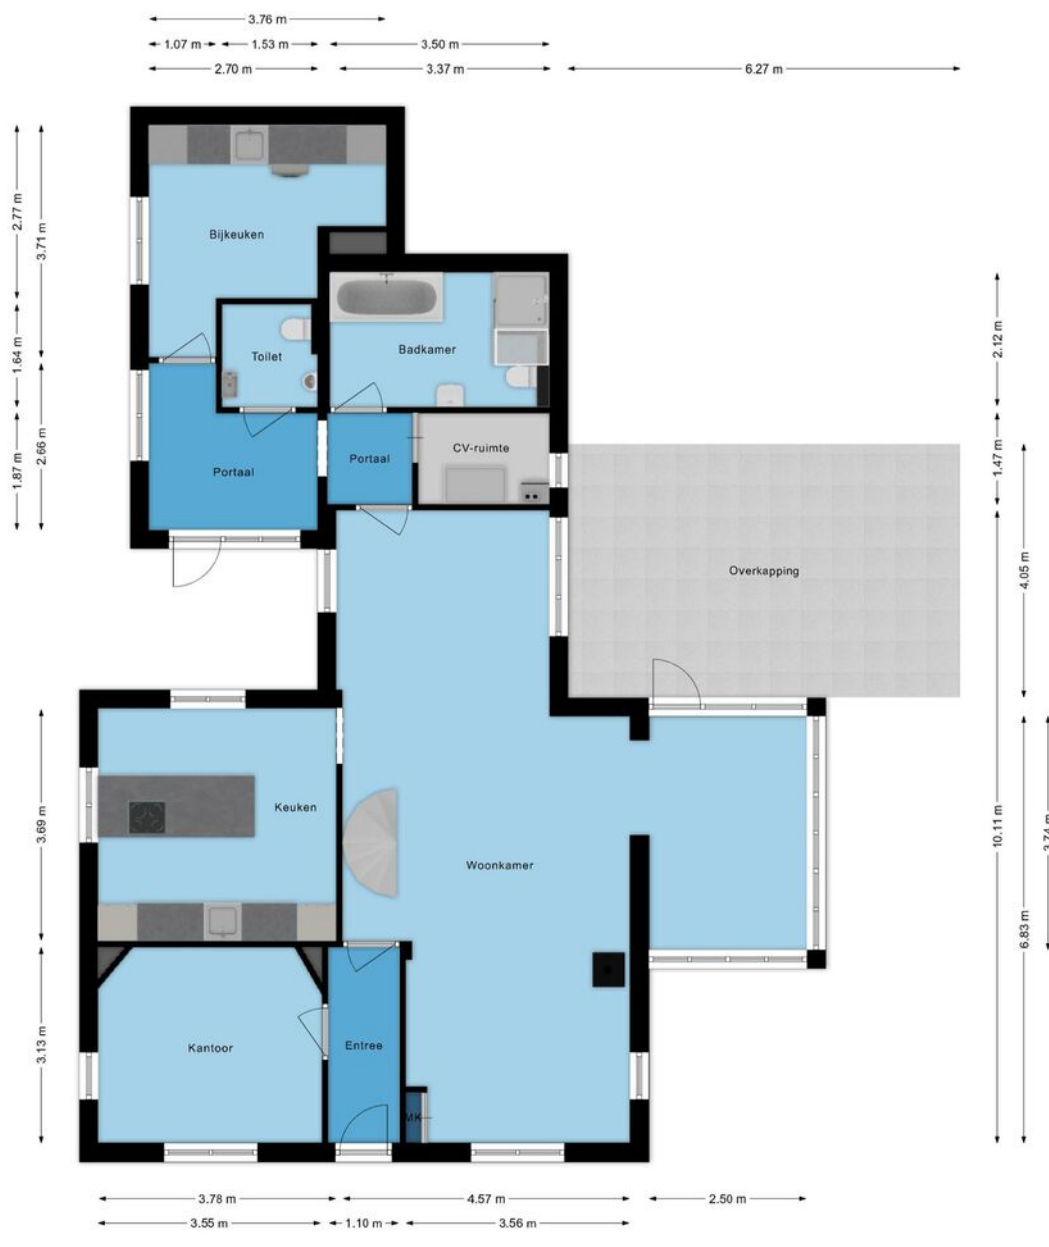 3.76 m
1.07 m
1.53 m
3.50 m
2.70 m
3.37 m
6.27 m
2.77 m
3.71 m
Bijkeuken
1.64 m
Toilet
Badkamer
2.12 m
1.87 m
2.66 m
Portaal
Portaal
CV-ruimte
1.47 m
Overkapping
4.05 m
3.69 m
Keuken
Woonkamer
10.11 m
3.74 m
6.83 m
3.13 m
Kantoor
Entree
MK
3.78 m
4.57 m
2.50 m
3.55 m
1.10 m
3.56 m